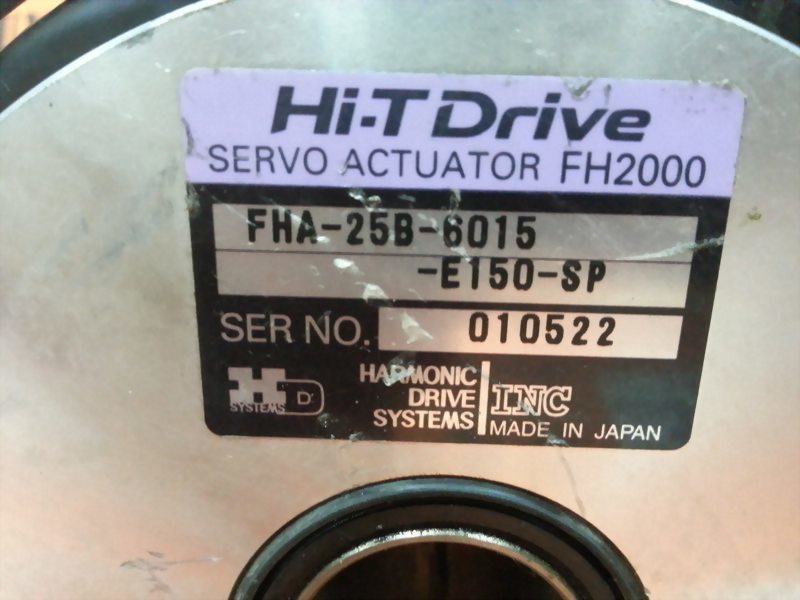 Hi-T Drive
SERVO ACTUATOR FH2000
FHA-25B-6015
-E150-SP
SER NO. 010522
H D
SYSTEMS
HARMONIC
DRIVE
SYSTEMS
INC
MADE IN JAPAN